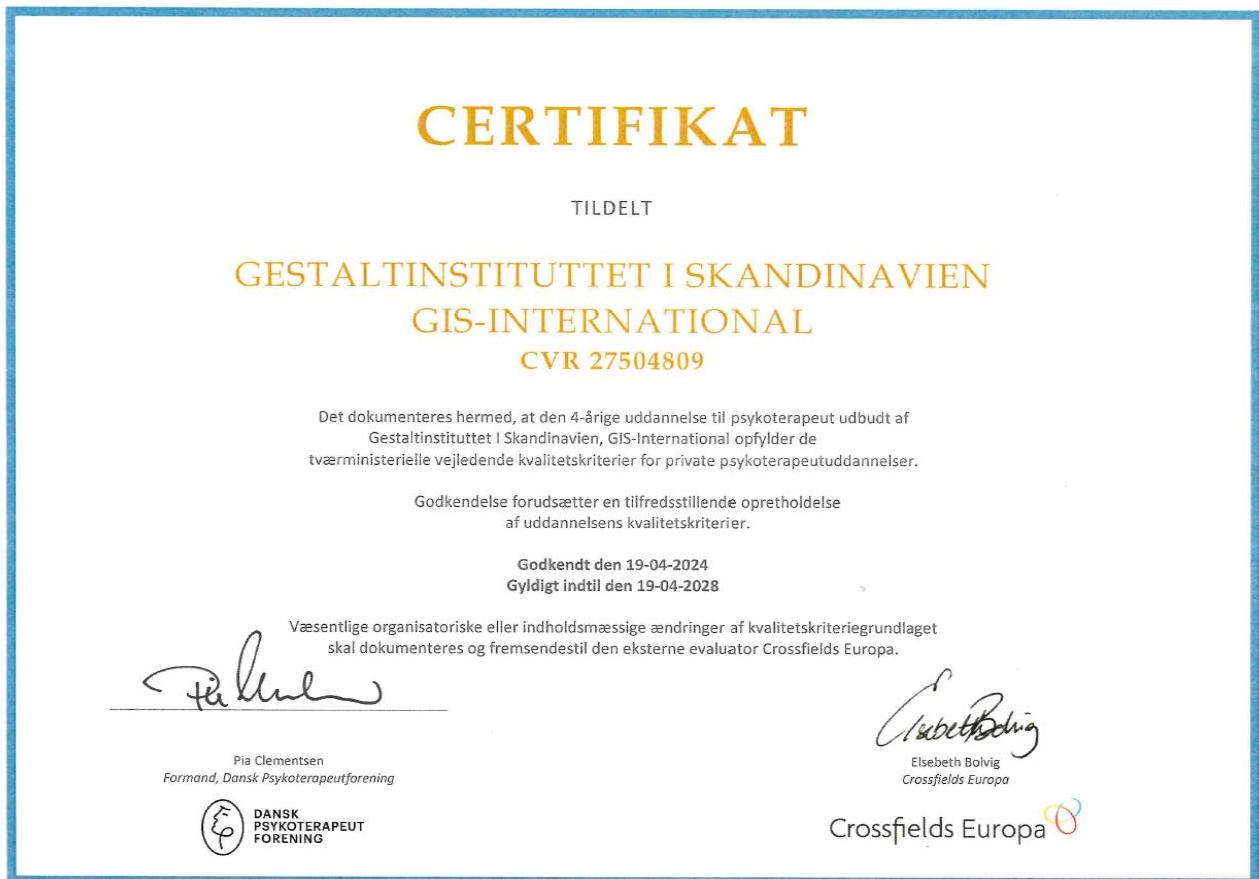 CERTIFIKAT
TILDELT
GESTALTINSTITUTTET I SKANDINAVIEN
GIS-INTERNATIONAL
CVR 27504809
Det dokumenteres hermed, at den 4-årige uddannelse til psykoterapeut udbudt af
Gestaltinstituttet I Skandinavien, GIS-International opfylder de
tværministerielle vejledende kvalitetskriterier for private psykoterapeutuddannelser.
Godkendelse forudsætter en tilfredsstillende opretholdelse
af uddannelsens kvalitetskriterier.
Godkendt den 19-04-2024
Gyldigt indtil den 19-04-2028
Væsentlige organisatoriske eller indholdsmæssige ændringer af kvalitetskriteriegrundlaget
skal dokumenteres og fremsendestil den eksterne evaluator Crossfields Europa.
Elsebeth Bolvig
Pia Clementsen
Formand, Dansk Psykoterapeutforening
DANSK
PSYKOTERAPEUT
FORENING
Elsebeth Bolvig
Crossfields Europa
Crossfields Europa